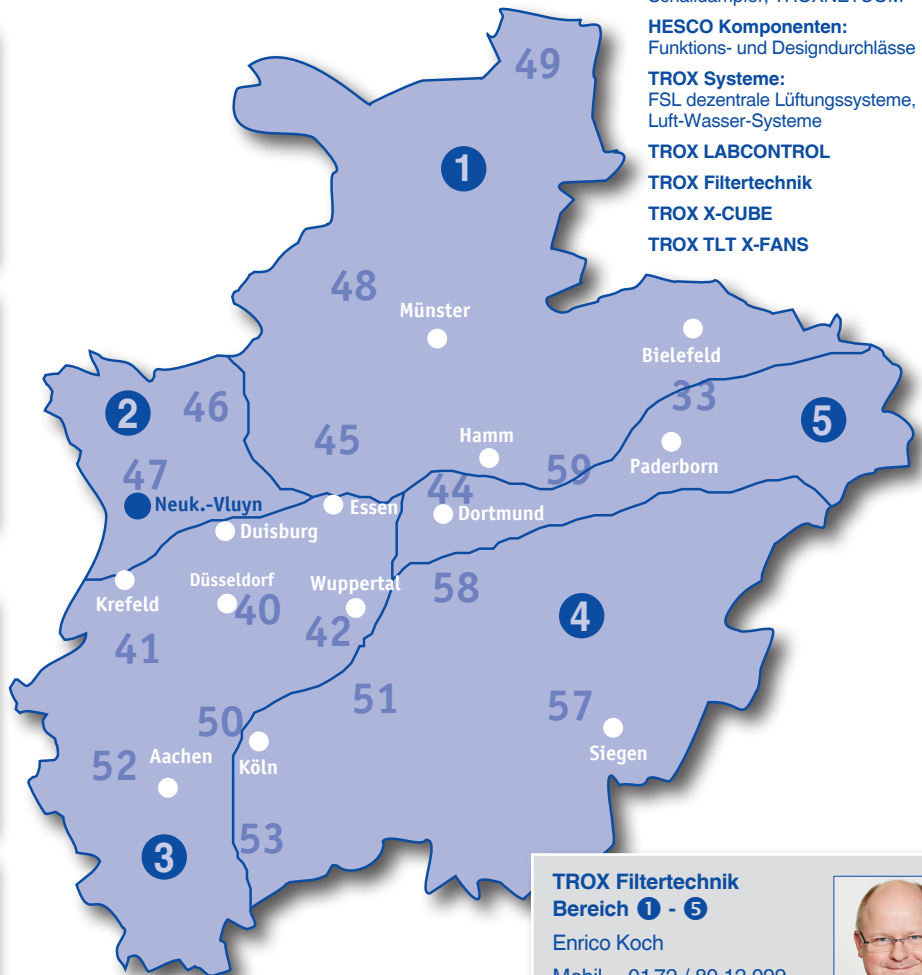 HESCO Komponenten:
Funktions- und Designdurchlässe
TROX Systeme:
FSL dezentrale Lüftungssysteme,
Luft-Wasser-Systeme
TROX LABCONTROL
TROX Filtertechnik
TROX X-CUBE
TROX TLT X-FANS
49
1
48
Münster
Bielefeld
33
46
2
5
45
Hamm
59
Paderborn
47
44
Neuk.-Vluyn
Essen
Dortmund
Duisburg
Düsseldorf
Wuppertal
58
Krefeld
40
4
42
41
51
57
50
Siegen
52
Aachen
Köln
53
3
TROX Filtertechnik
Bereich 1 - 5
Enrico Koch